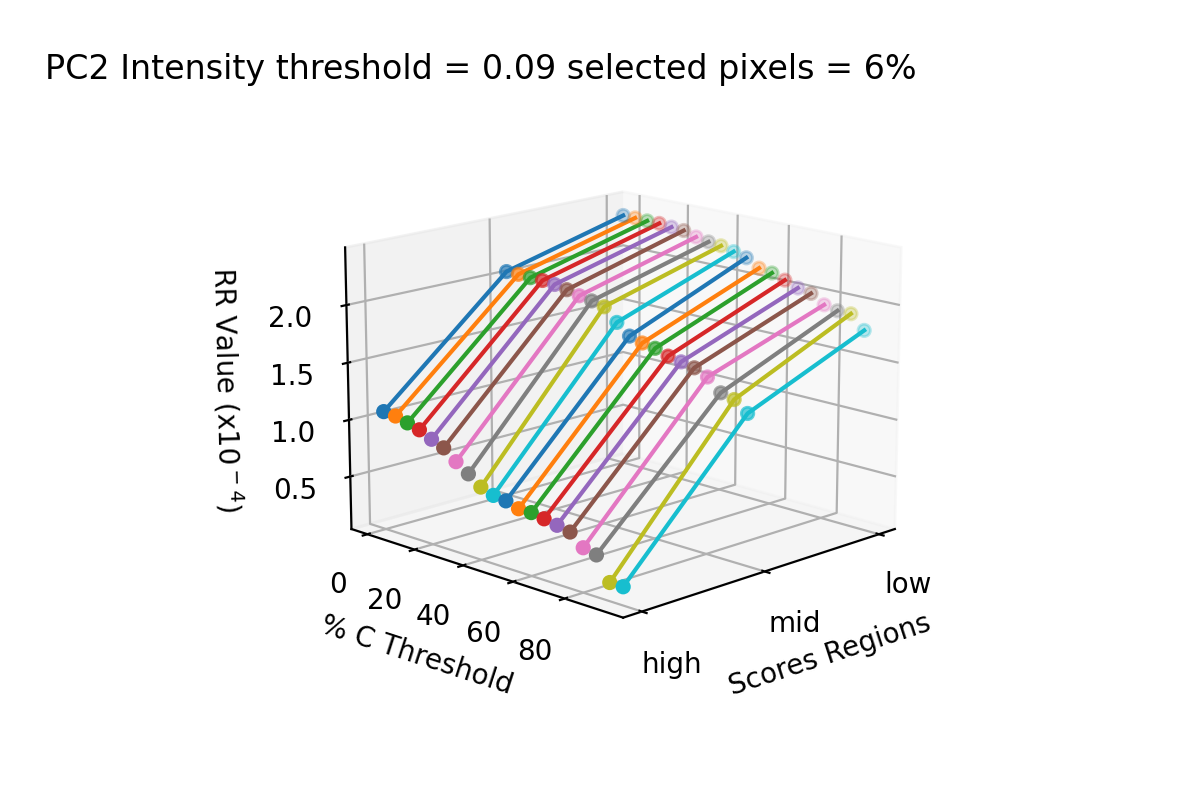 PC2 Intensity threshold = 0.09 selected pixels = 6%
RR Value (x10⁻⁴)
2.0
1.5
1.0
0.5
0
20
40
60
80
% C Threshold
high
mid
low
Scores Regions